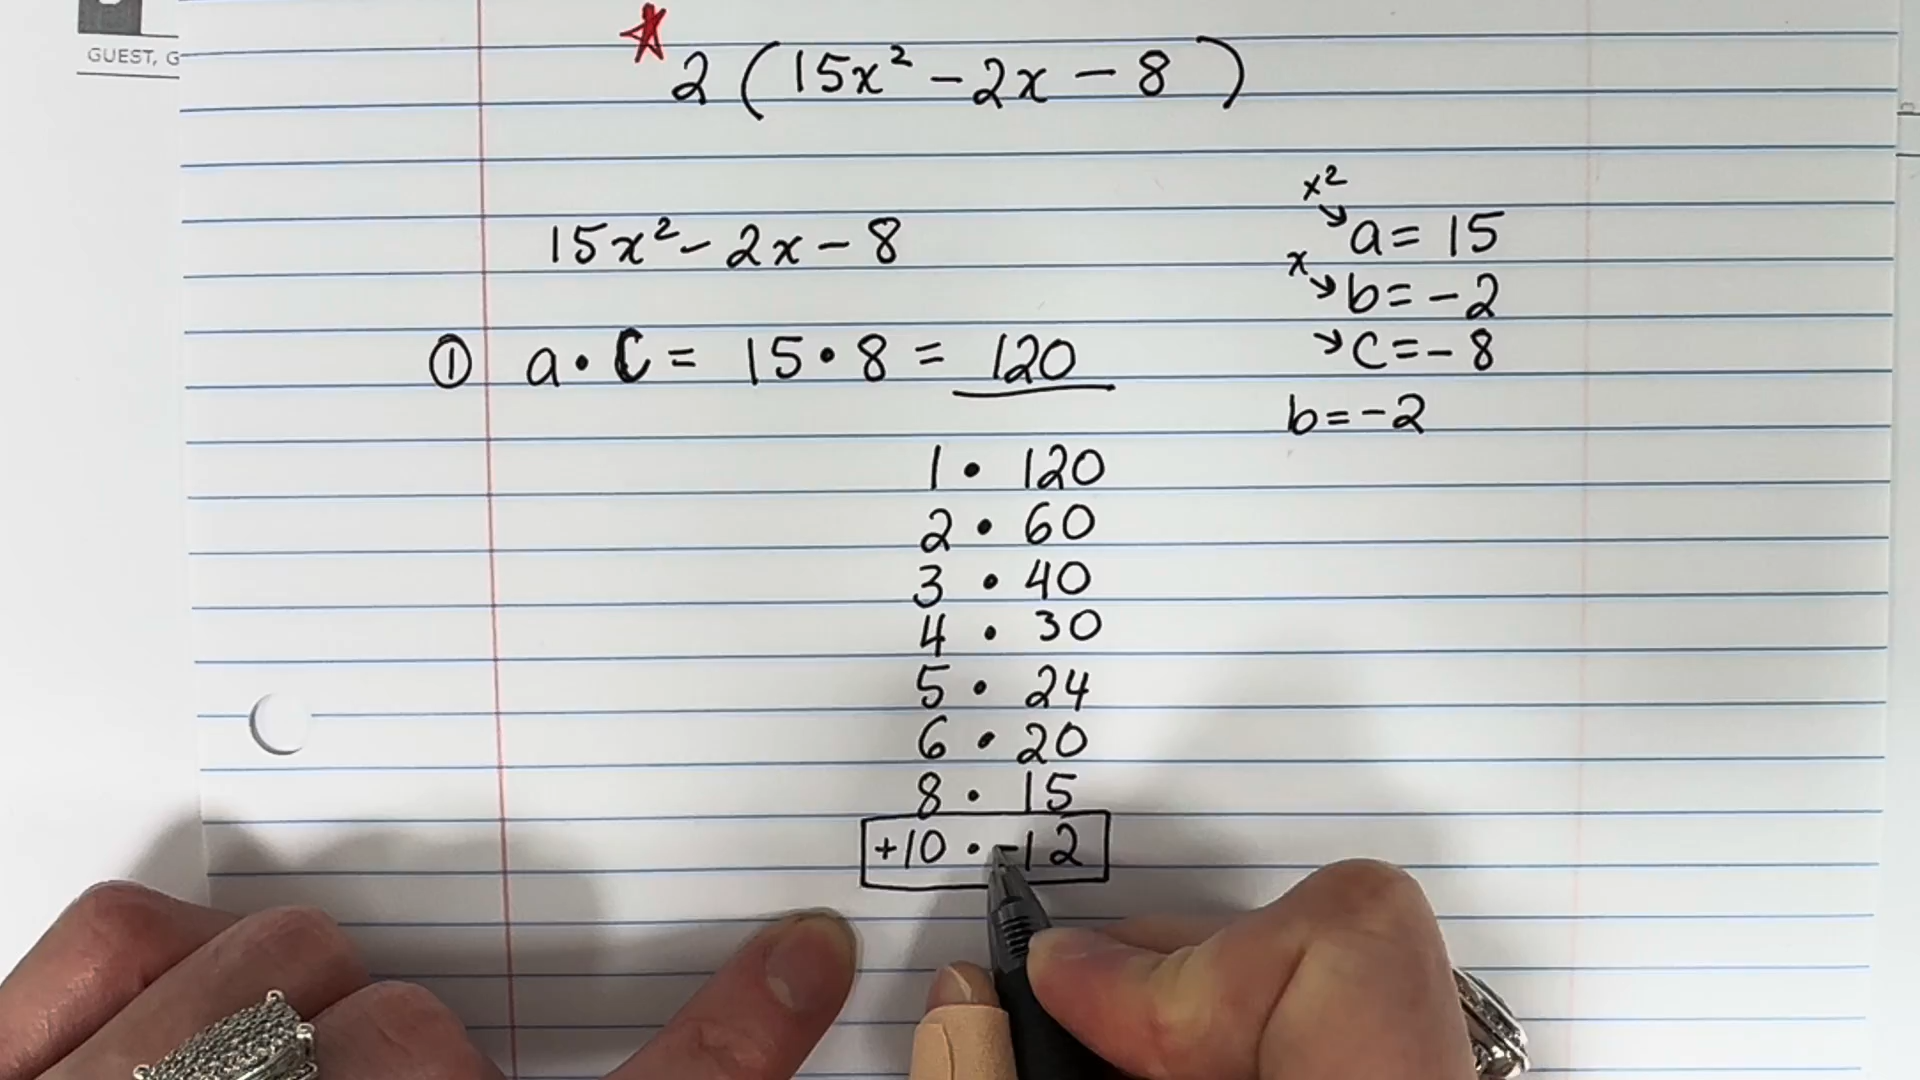 GUEST, G
2 ( 15x² - 2x - 8 )
15x² - 2x - 8
x²
→ a = 15
x
→ b = -2
→ c = -8
b = -2
① a • c = 15 • 8 = 120
1 • 120
2 • 60
3 • 40
4 • 30
5 • 24
6 • 20
8 • 15
+10 • -12